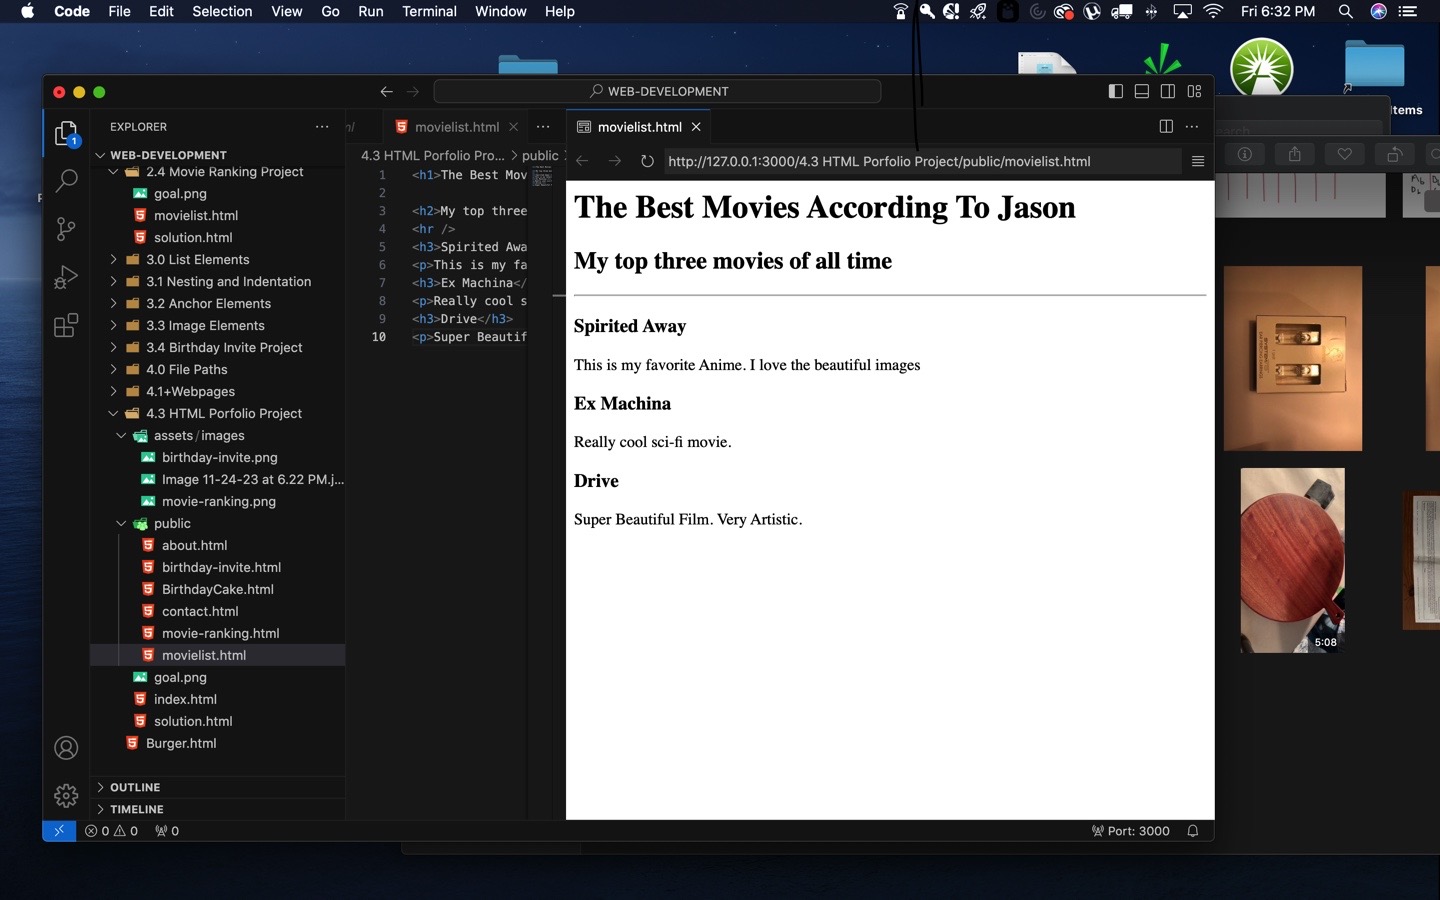 Code File Edit Selection View Go Run Terminal Window Help Fri 6:32 PM
Items
WEB-DEVELOPMENT
EXPLORER
movielist.html
movielist.html
WEB-DEVELOPMENT
4.3 HTML Porfolio Pro... > public
http://127.0.0.1:3000/4.3 HTML Porfolio Project/public/movielist.html
2.4 Movie Ranking Project
goal.png
movielist.html
solution.html
3.0 List Elements
3.1 Nesting and Indentation
3.2 Anchor Elements
3.3 Image Elements
3.4 Birthday Invite Project
4.0 File Paths
4.1+Webpages
4.3 HTML Porfolio Project
assets/images
birthday-invite.png
Image 11-24-23 at 6.22 PM.j...
movie-ranking.png
public
about.html
birthday-invite.html
BirthdayCake.html
contact.html
movie-ranking.html
movielist.html
goal.png
index.html
solution.html
Burger.html
OUTLINE
TIMELINE
1 <h1>The Best Mov
2
3 <h2>My top three
4 <hr />
5 <h3>Spirited Awa
6 <p>This is my fa
7 <h3>Ex Machina</
8 <p>Really cool s
9 <h3>Drive</h3>
10 <p>Super Beautif
The Best Movies According To Jason
My top three movies of all time
Spirited Away
This is my favorite Anime. I love the beautiful images
Ex Machina
Really cool sci-fi movie.
Drive
Super Beautiful Film. Very Artistic.
5:08
0 0 0
Port: 3000